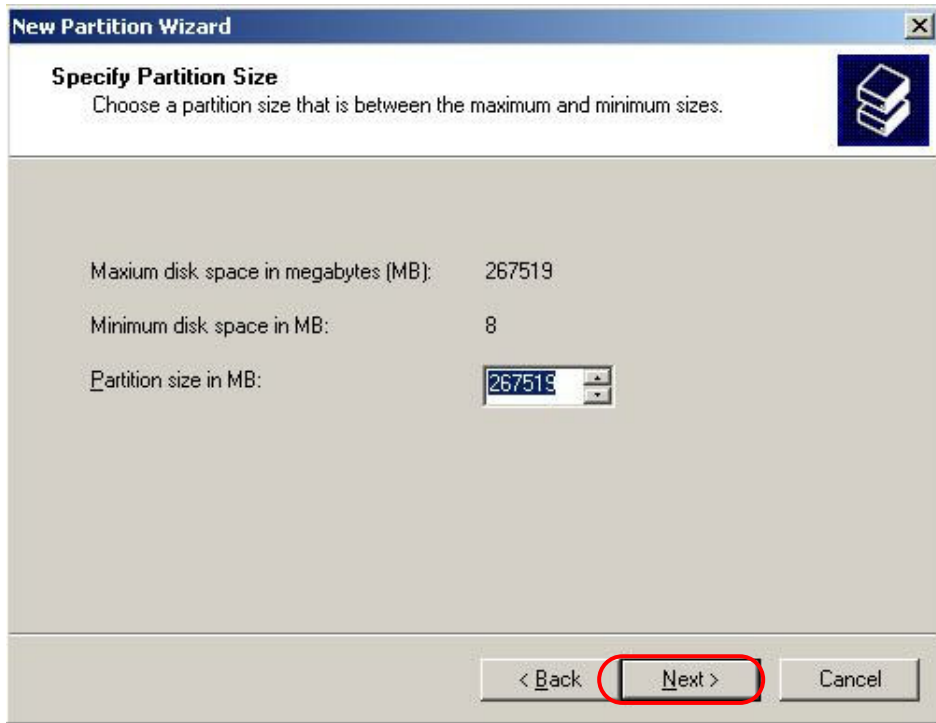 New Partition Wizard
Specify Partition Size
Choose a partition size that is between the maximum and minimum sizes.
Maxium disk space in megabytes (MB): 267519
Minimum disk space in MB: 8
Partition size in MB: 267519
< Back Next > Cancel